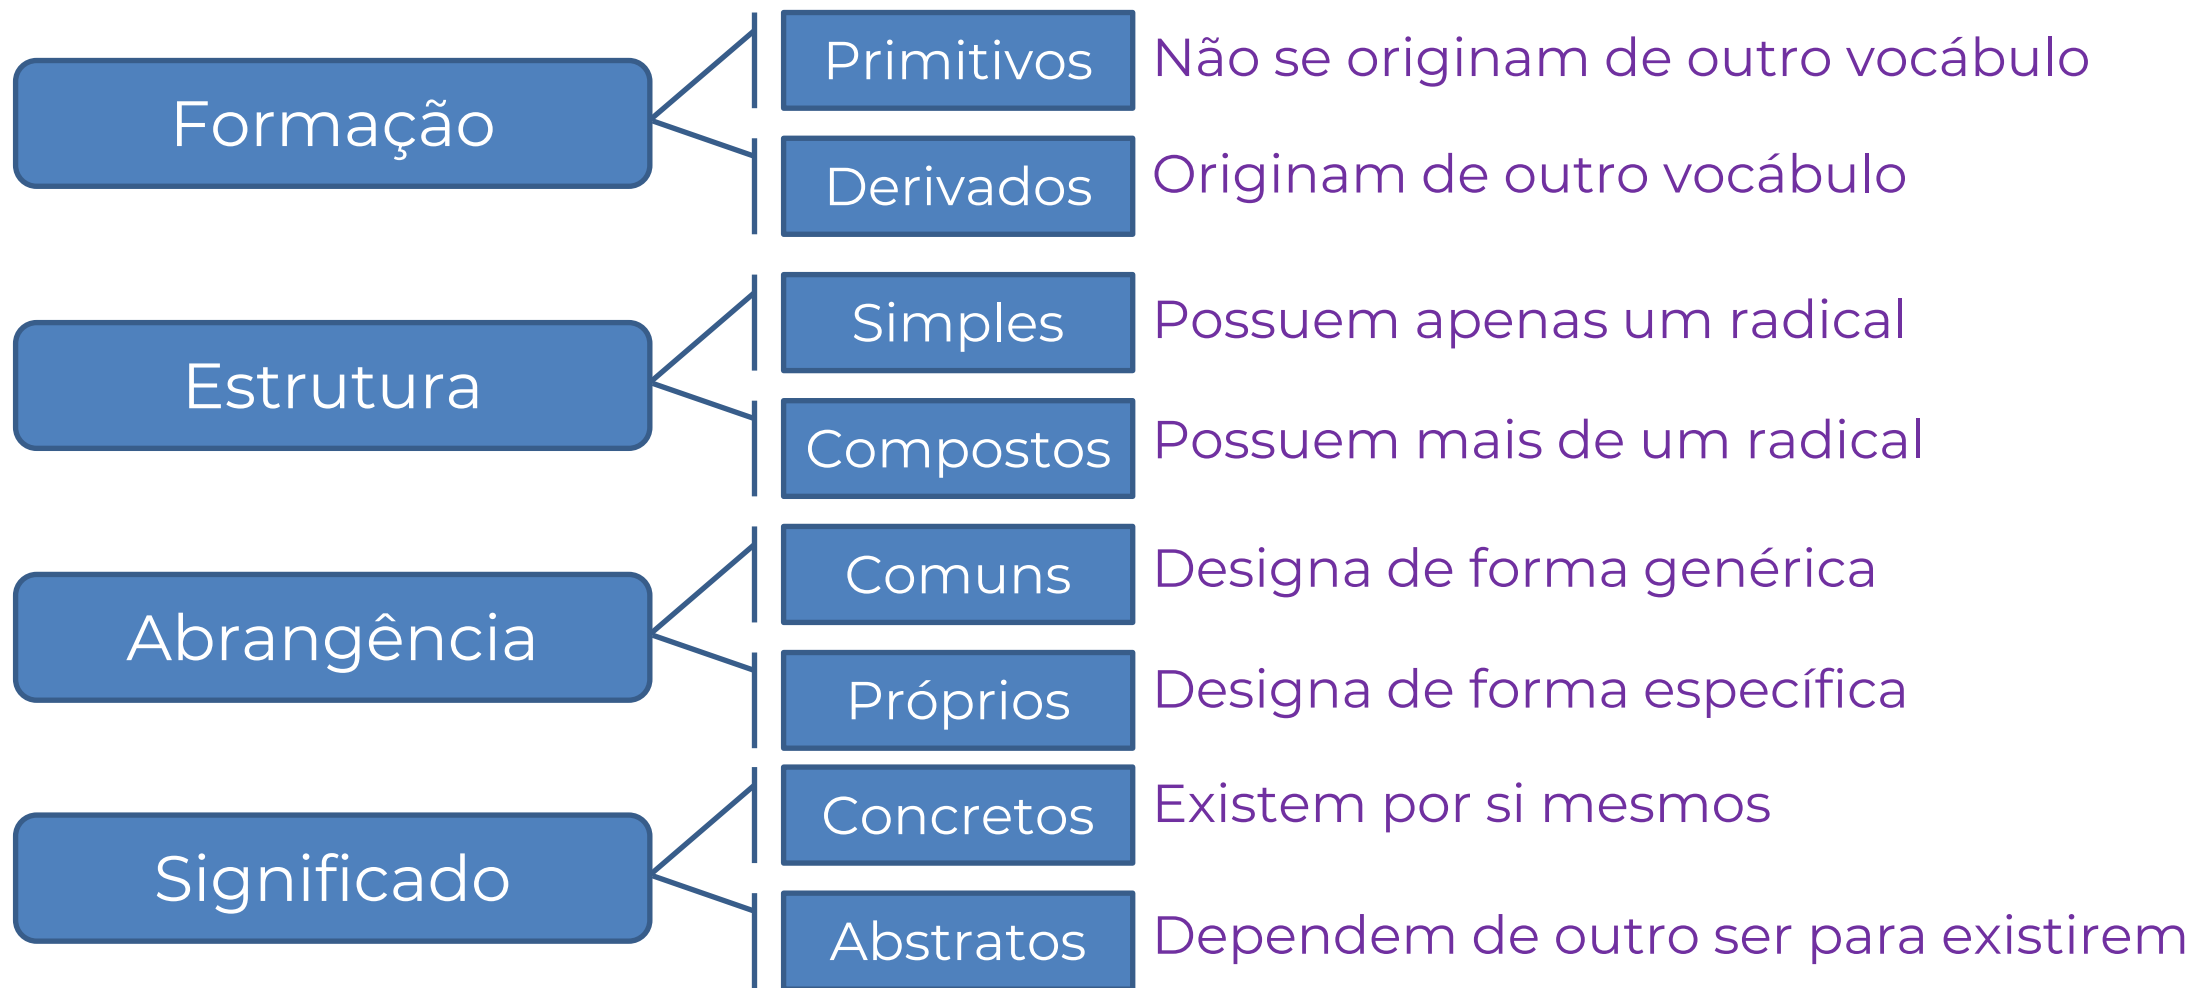 Formação
Primitivos
Não se originam de outro vocábulo
Derivados
Originam de outro vocábulo
Estrutura
Simples
Possuem apenas um radical
Compostos
Possuem mais de um radical
Abrangência
Comuns
Designa de forma genérica
Próprios
Designa de forma específica
Significado
Concretos
Existem por si mesmos
Abstratos
Dependem de outro ser para existirem